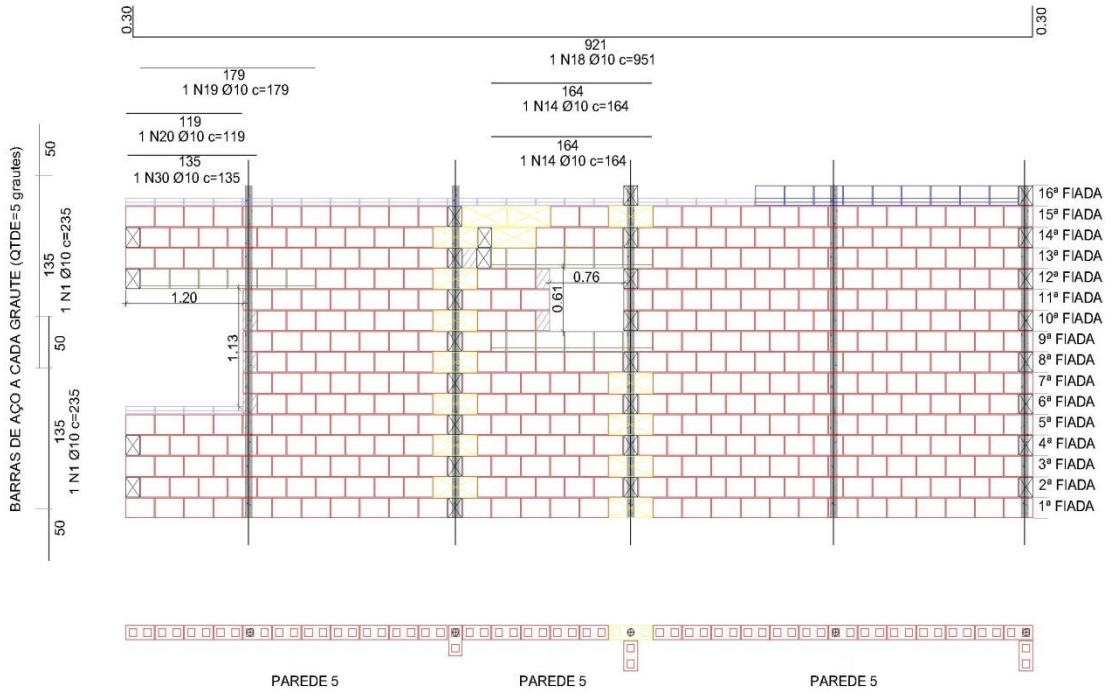 0.30
0.30
921
1 N18 Ø10 c=951
179
1 N19 Ø10 c=179
164
1 N14 Ø10 c=164
119
1 N20 Ø10 c=119
164
1 N14 Ø10 c=164
135
1 N30 Ø10 c=135
BARRAS DE AÇO A CADA GRAUTE (QTDE=5 grautes)
50
135
1 N1 Ø10 c=235
50
135
1 N1 Ø10 c=235
50
1.20
1.13
0.76
0.61
16ª FIADA
15ª FIADA
14ª FIADA
13ª FIADA
12ª FIADA
11ª FIADA
10ª FIADA
9ª FIADA
8ª FIADA
7ª FIADA
6ª FIADA
5ª FIADA
4ª FIADA
3ª FIADA
2ª FIADA
1ª FIADA
PAREDE 5
PAREDE 5
PAREDE 5